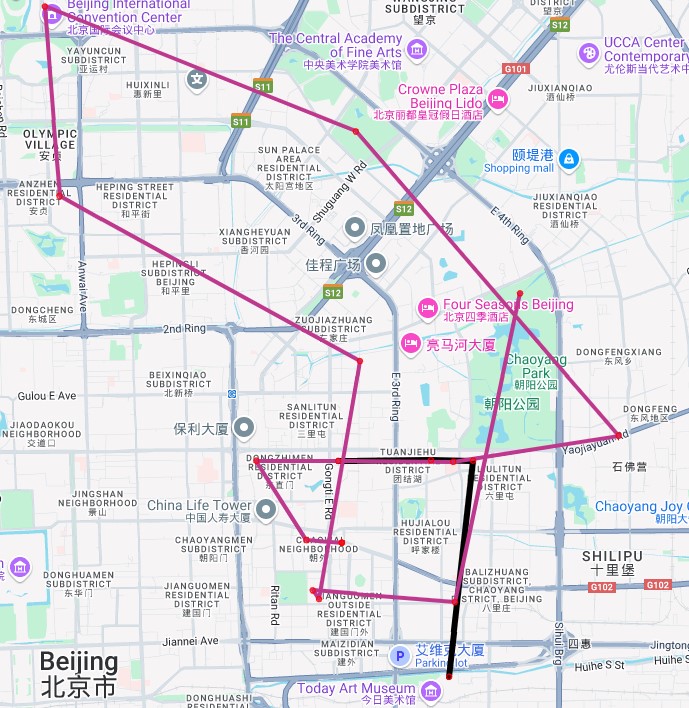 Beijing International
Convention Center
北京国际会议中心
SUBDISTRICT
望京
S12
The Central Academy
of Fine Arts
中央美术学院美术馆
UCCA Center
Contemporary
尤伦斯当代艺术中
YAYUNCUN
SUBDISTRICT
亚运村
G101
HUIXINLI
惠新里
文
S11
Crowne Plaza
Beijing Lido
北京丽都皇冠假日酒店
JIUXIANQIAO
酒仙桥
S11
OLYMPIC
VILLAGE
安贞
SUN PALACE
AREA
RESIDENTIAL
DISTRICT
太阳宫地区
颐堤港
Shopping mall
ANZHEN
RESIDENTIAL
DISTRICT
安贞
HEPING STREET
RESIDENTIAL
DISTRICT
和平街
Shuguang W Rd
S12
E 4th Ring
JIUXIANQIAO
RESIDENTIAL
DISTRICT
酒仙桥
XIANGHEYUAN
SUBDISTRICT
香河园
3rd Ring
凤凰置地广场
佳程广场
HEPINGLI
SUBDISTRICT
BEIJING
和平里
Anwai Ave
S12
DONGCHENG
东城区
2nd Ring
ZUOJIAZHUANG
SUBDISTRICT
左家庄
Four Seasons Beijing
北京四季酒店
亮马河大厦
Chaoyang
Park
朝阳公园
朝阳公园
DONGFENGXIANG
东风乡
BEIXINQIAO
SUBDISTRICT
北新桥
E 3rd Ring
Gulou E Ave
SANLITUN
RESIDENTIAL
DISTRICT
三里屯
DONGFENG
东风地区
JIAODAOKOU
NEIGHBORHOOD
交道口
保利大厦
Yaojiayuan Rd
DONGZHIMEN
RESIDENTIAL
DISTRICT
东直门
TUANJIEHU
DISTRICT
团结湖
LIULITUN
RESIDENTIAL
DISTRICT
六里屯
石佛营
Gongti E Rd
JINGSHAN
NEIGHBORHOOD
景山
China Life Tower
中国人寿大厦
Chaoyang Joy
朝阳大
HUJIALOU
RESIDENTIAL
DISTRICT
呼家楼
CHAOYANGMEN
SUBDISTRICT
朝阳门
CHAOWAI
NEIGHBORHOOD
朝外
SHILIPU
十里堡
DONGHUAMEN
SUBDISTRICT
东华门
BALIZHUANG
SUBDISTRICT,
CHAOYANG
DISTRICT, BEIJING
八里庄
G102
G102
JIANGUOMEN
RESIDENTIAL
DISTRICT
建国门
Ritan Rd
JIANGUOMEN
OUTSIDE
RESIDENTIAL
DISTRICT
建国门外
Sihui Brg
Jiannei Ave
MAIZIDIAN
SUBDISTRICT
建外
艾维克大厦
Parking lot
四惠
Jingtong
Huihe S St
Huihe S
Beijing
北京市
Today Art Museum
今日美术馆
DONGHUASHI
RESIDENTIAL